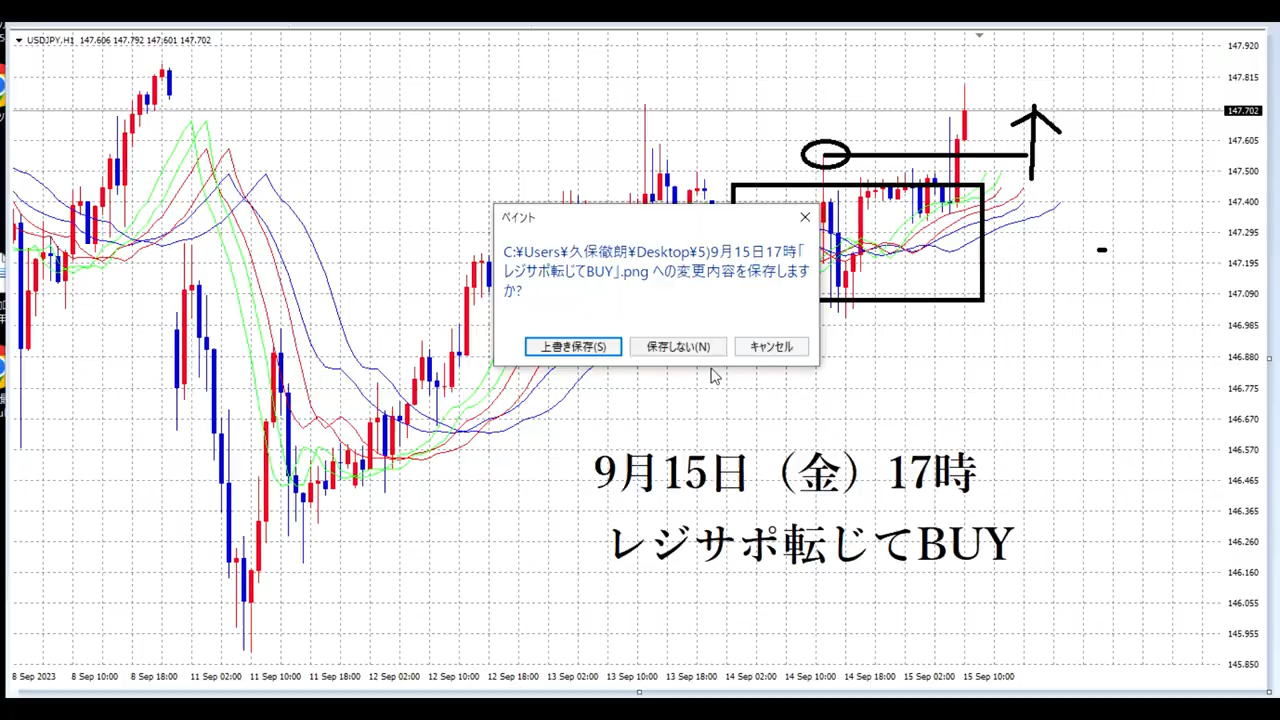 USDJPY,H1 147.606 147.792 147.601 147.702
147.920
147.815
147.702
147.605
147.500
147.400
147.295
147.195
147.090
146.985
146.880
146.775
146.670
146.570
146.465
146.365
146.260
146.160
146.055
145.955
145.850
ペイント
C:¥Users¥久保徹朗¥Desktop¥5)9月15日17時「
レジサポ転じてBUY」.png への変更内容を保存します
か?
上書き保存(S) 保存しない(N) キャンセル
9月15日（金）17時
レジサポ転じてBUY
8 Sep 2023 8 Sep 10:00 8 Sep 18:00 11 Sep 02:00 11 Sep 10:00 11 Sep 18:00 12 Sep 02:00 12 Sep 10:00 12 Sep 18:00 13 Sep 02:00 13 Sep 10:00 13 Sep 18:00 14 Sep 02:00 14 Sep 10:00 14 Sep 18:00 15 Sep 02:00 15 Sep 10:00